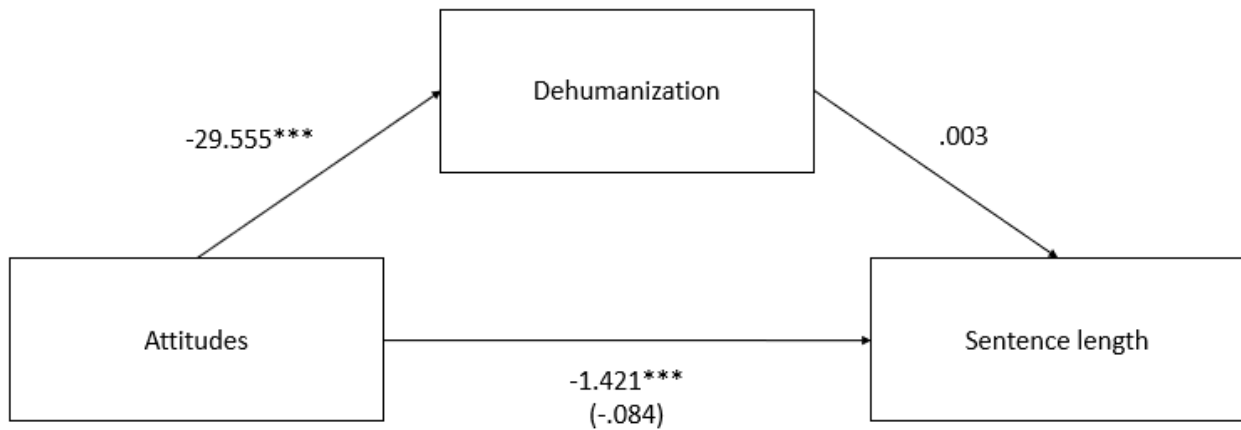 Dehumanization
-29.555***
.003
Attitudes
Sentence length
-1.421***
(-.084)